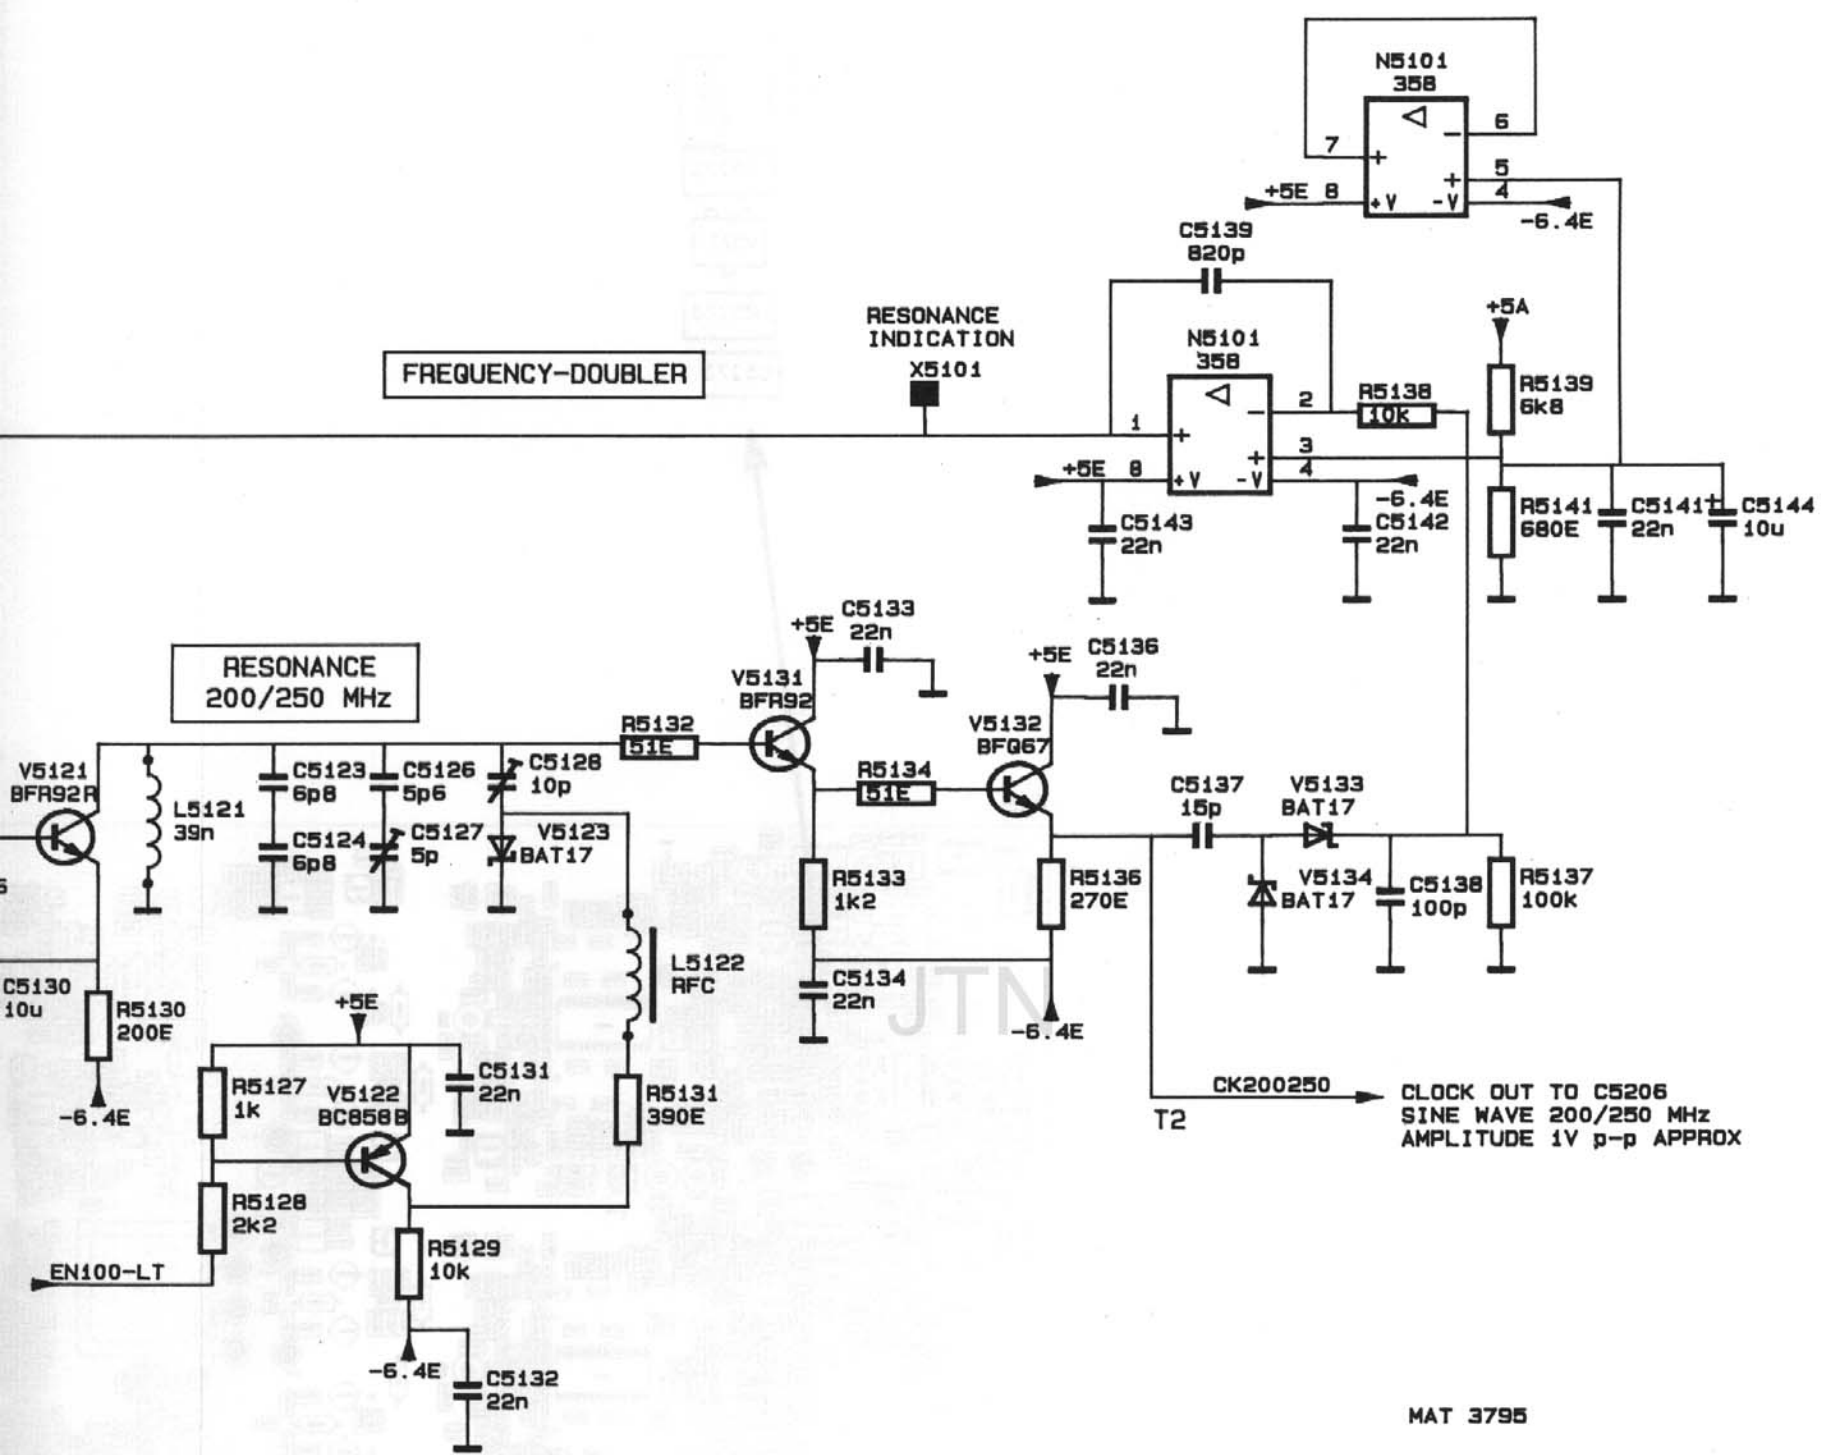 N5101
358
7
6
5
4
+5E 8
+V
-V
-6.4E
C5139
820p
RESONANCE
INDICATION
X5101
FREQUENCY-DOUBLER
N5101
358
1
2
3
4
+5E 8
+V
-V
-6.4E
R5138
10k
+5A
R5139
6k8
R5141
680E
C5141
22n
+
C5144
10u
C5143
22n
C5142
22n
RESONANCE
200/250 MHz
+5E
C5133
22n
V5131
BFR92
R5132
51E
+5E
C5136
22n
V5132
BFQ67
R5134
51E
V5121
BFR92R
L5121
39n
C5123
6p8
C5124
6p8
C5126
5p6
C5127
5p
C5128
10p
V5123
BAT17
C5137
15p
V5133
BAT17
V5134
BAT17
C5138
100p
R5137
100k
R5133
1k2
R5136
270E
C5134
22n
-6.4E
JTN
L5122
RFC
C5130
10u
R5130
200E
-6.4E
+5E
R5127
1k
V5122
BC858B
C5131
22n
R5131
390E
R5128
2k2
EN100-LT
R5129
10k
-6.4E
C5132
22n
CK200250
T2
CLOCK OUT TO C5206
SINE WAVE 200/250 MHz
AMPLITUDE 1V p-p APPROX
MAT 3795